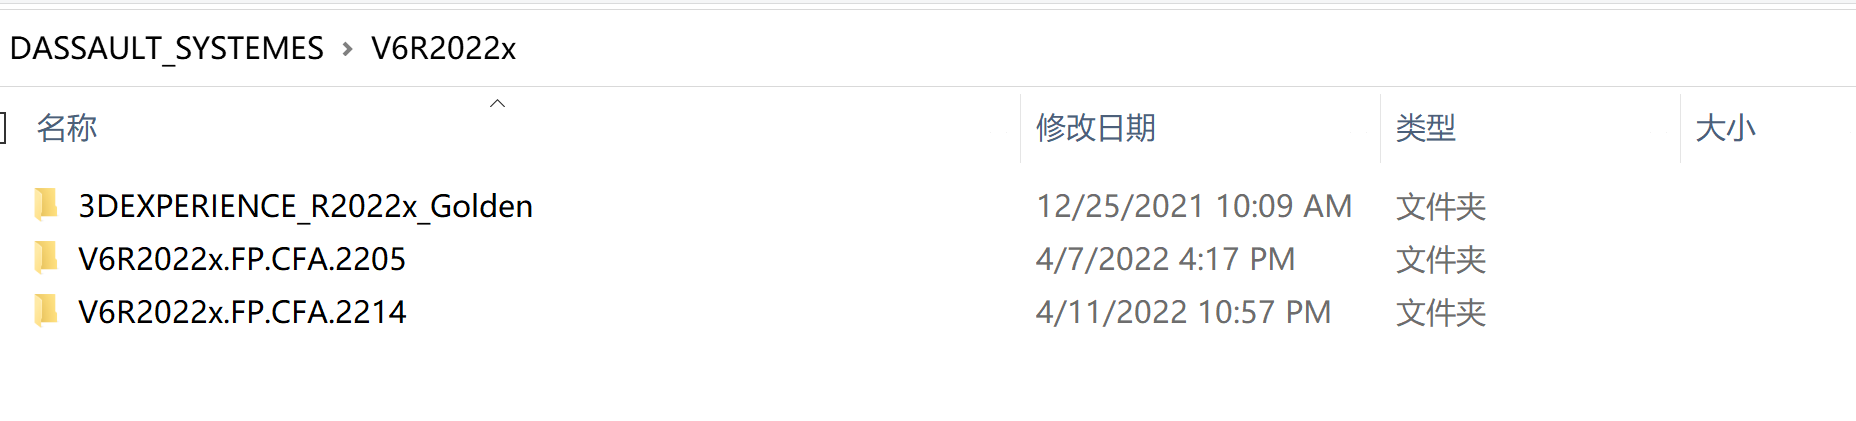 DASSAULT_SYSTEMES › V6R2022x
名称 修改日期 类型 大小
3DEXPERIENCE_R2022x_Golden 12/25/2021 10:09 AM 文件夹
V6R2022x.FP.CFA.2205 4/7/2022 4:17 PM 文件夹
V6R2022x.FP.CFA.2214 4/11/2022 10:57 PM 文件夹